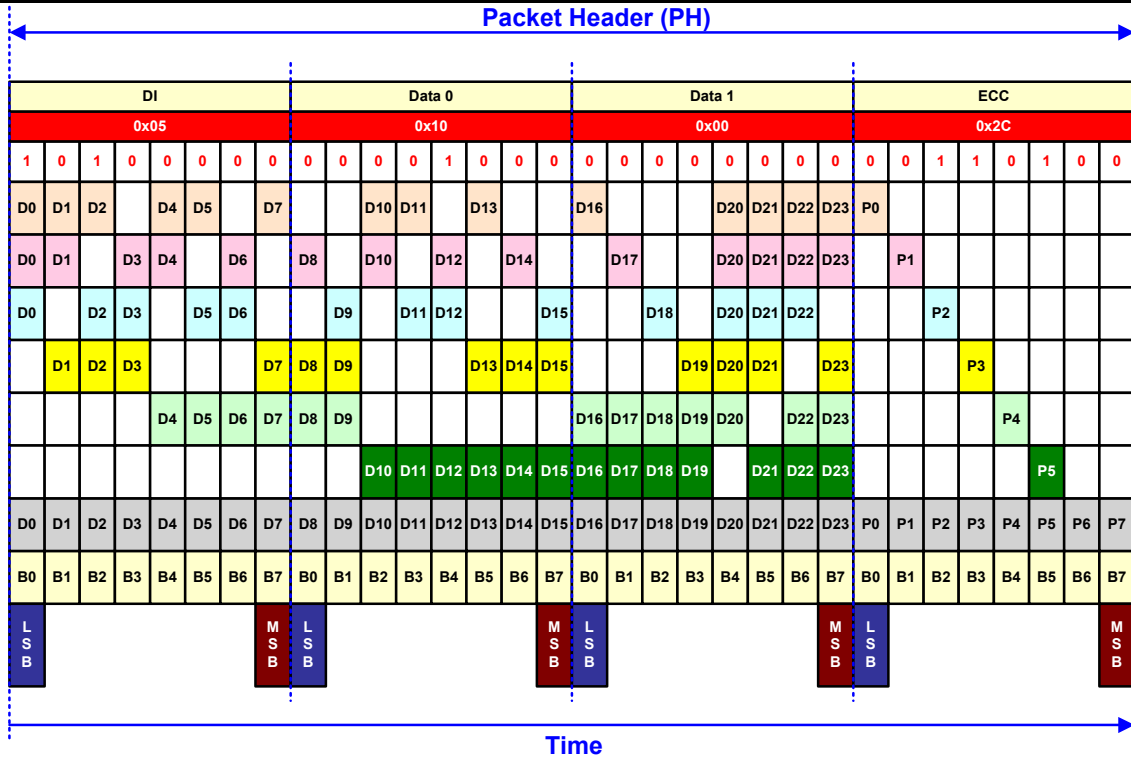 Packet Header (PH)
DI Data 0 Data 1 ECC
0x05 0x10 0x00 0x2C
1 0 1 0 0 0 0 0 0 0 0 0 1 0 0 0 0 0 0 0 0 0 0 0 0 0 1 1 0 1 0 0
D0 D1 D2 D4 D5 D7 D10 D11 D13 D16 D20 D21 D22 D23 P0
D0 D1 D3 D4 D6 D8 D10 D12 D14 D17 D20 D21 D22 D23 P1
D0 D2 D3 D5 D6 D9 D11 D12 D15 D18 D20 D21 D22 P2
D1 D2 D3 D7 D8 D9 D13 D14 D15 D19 D20 D21 D23 P3
D4 D5 D6 D7 D8 D9 D16 D17 D18 D19 D20 D22 D23 P4
D10 D11 D12 D13 D14 D15 D16 D17 D18 D19 D21 D22 D23 P5
D0 D1 D2 D3 D4 D5 D6 D7 D8 D9 D10 D11 D12 D13 D14 D15 D16 D17 D18 D19 D20 D21 D22 D23 P0 P1 P2 P3 P4 P5 P6 P7
B0 B1 B2 B3 B4 B5 B6 B7 B0 B1 B2 B3 B4 B5 B6 B7 B0 B1 B2 B3 B4 B5 B6 B7 B0 B1 B2 B3 B4 B5 B6 B7
LSB MSB LSB MSB LSB MSB LSB MSB
Time